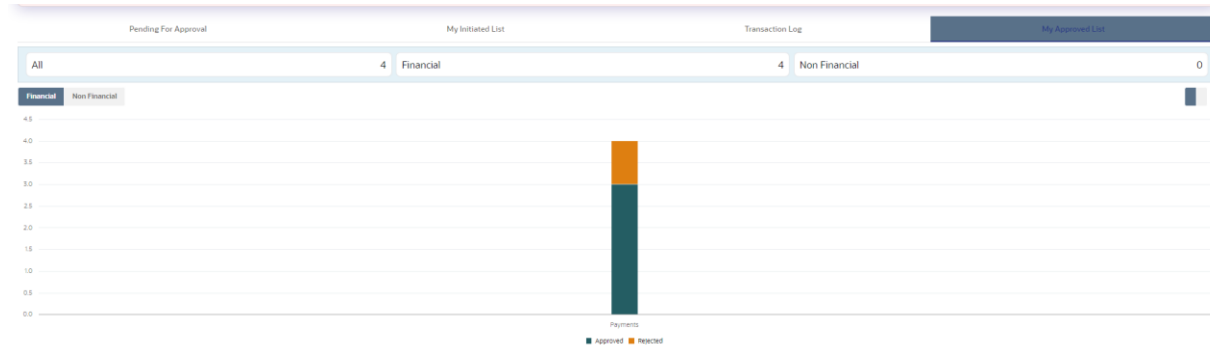 Pending For Approval My Initiated List Transaction Log My Approved List
All 4 Financial 4 Non Financial 0
Financial Non Financial
4.5
4.0
3.5
3.0
2.5
2.0
1.5
1.0
0.5
0.0
Payments
Approved Rejected